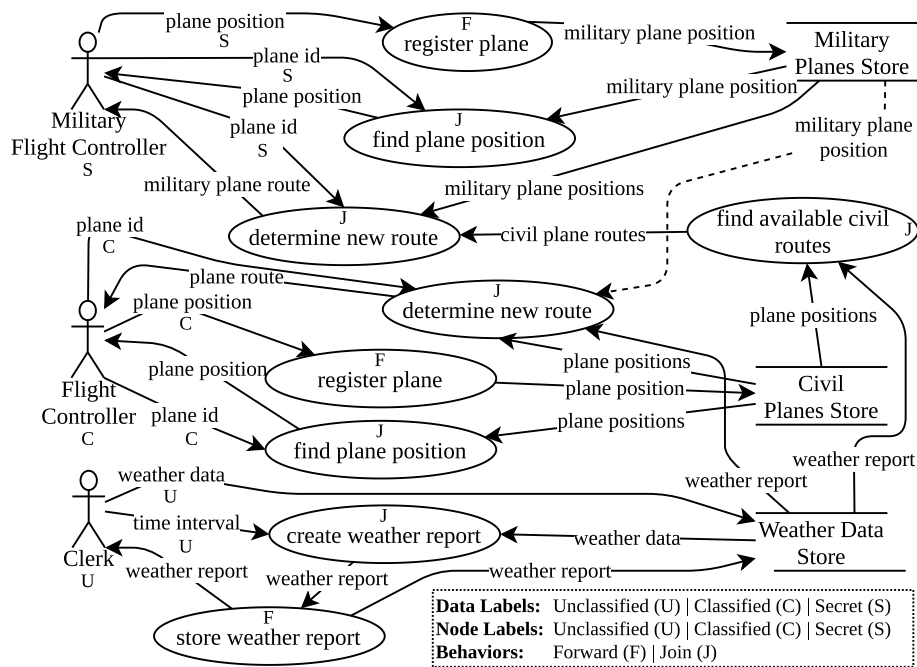 plane position
S
F
register plane
military plane position
Military
Planes Store
plane id
S
plane position
military plane position
J
find plane position
Military
Flight Controller
S
plane id
S
military plane
position
military plane route
military plane positions
J
determine new route
civil plane routes
find available civil
routes
J
plane id
C
plane route
J
determine new route
plane position
C
plane positions
F
register plane
plane positions
plane position
plane position
Flight
Controller
C
Civil
Planes Store
plane id
C
J
find plane position
plane positions
weather report
weather data
U
weather report
Clerk
U
time interval
U
J
create weather report
weather data
Weather Data
Store
weather report
weather report
weather report
F
store weather report
Data Labels: Unclassified (U) | Classified (C) | Secret (S)
Node Labels: Unclassified (U) | Classified (C) | Secret (S)
Behaviors: Forward (F) | Join (J)